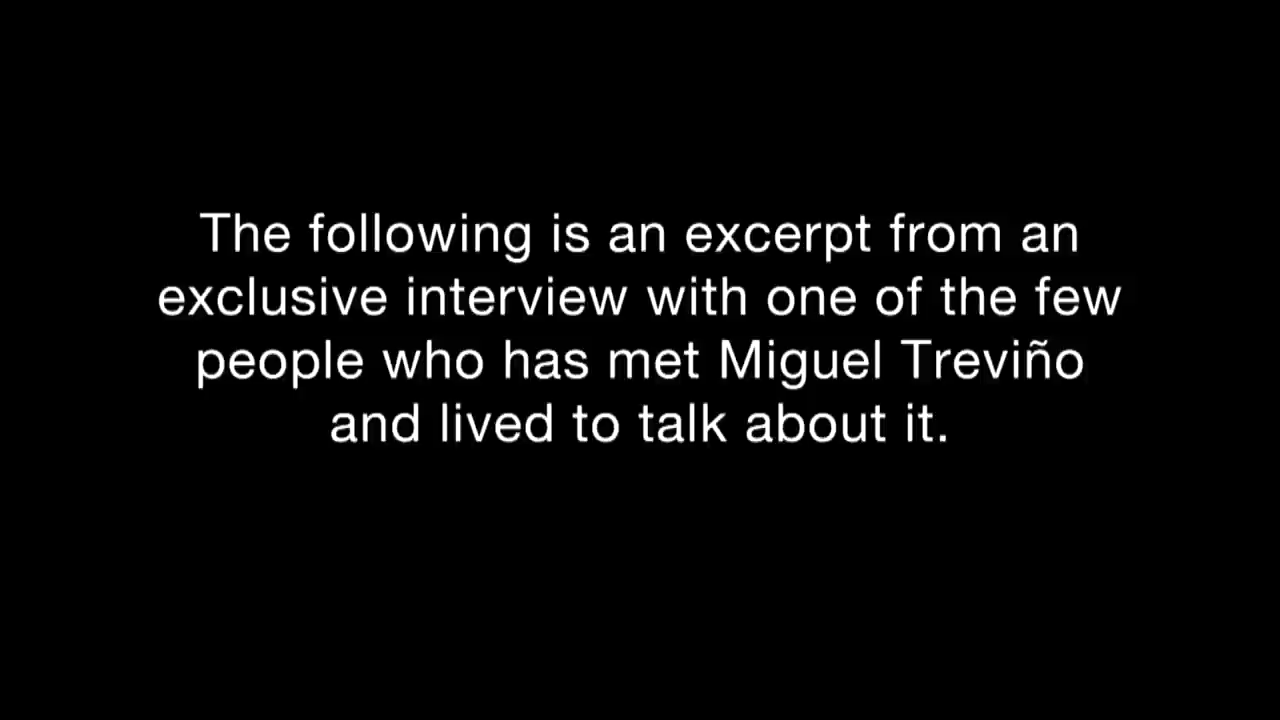 The following is an excerpt from an
exclusive interview with one of the few
people who has met Miguel Treviño
and lived to talk about it.